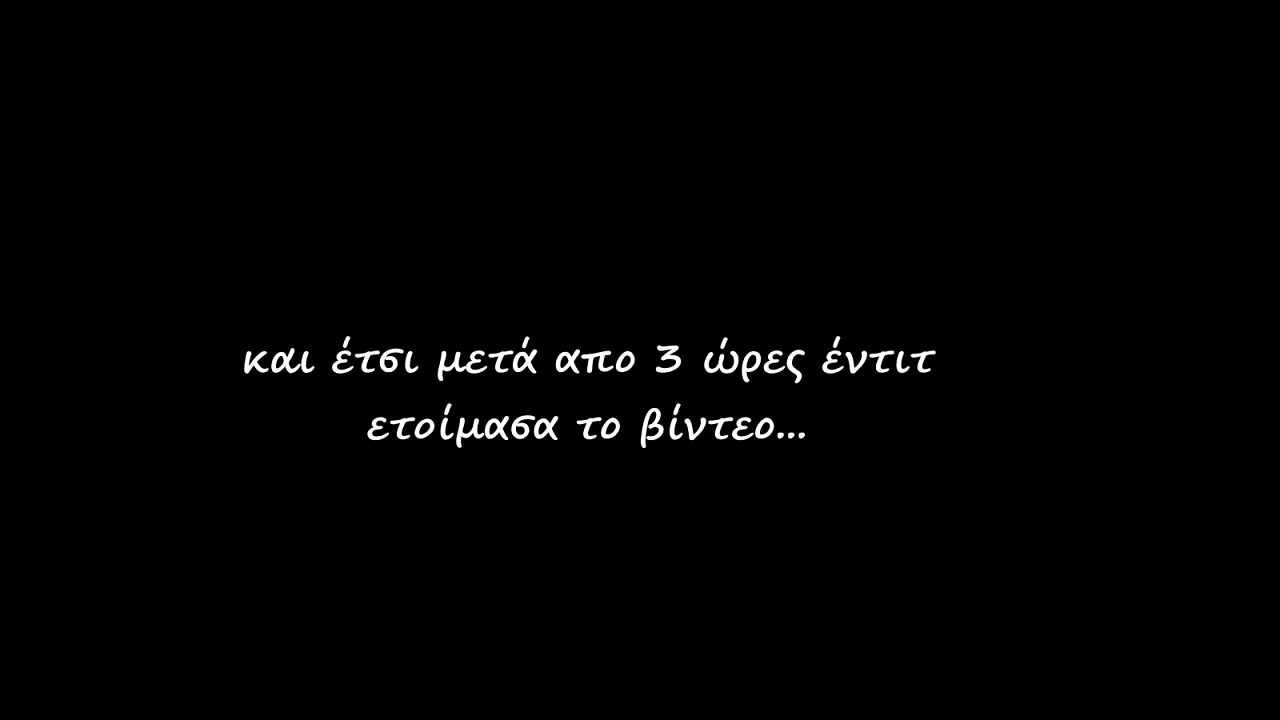 και έτσι μετά απο 3 ώρες έντιτ
ετοίμασα το βίντεο...